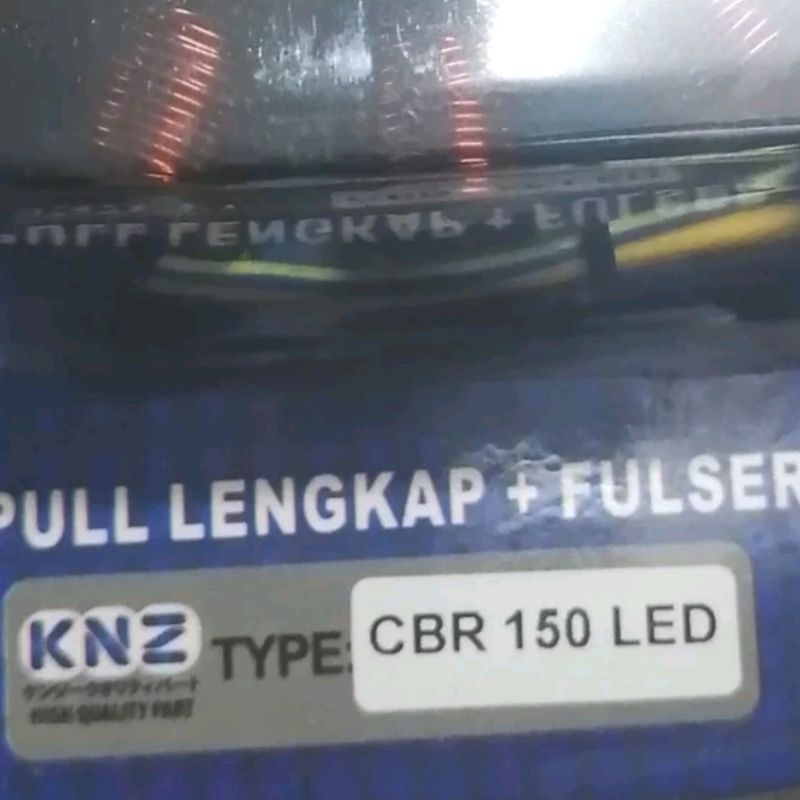 PULL LENGKAP + FULSER
KNZ
TYPE: CBR 150 LED
HIGH QUALITY PART